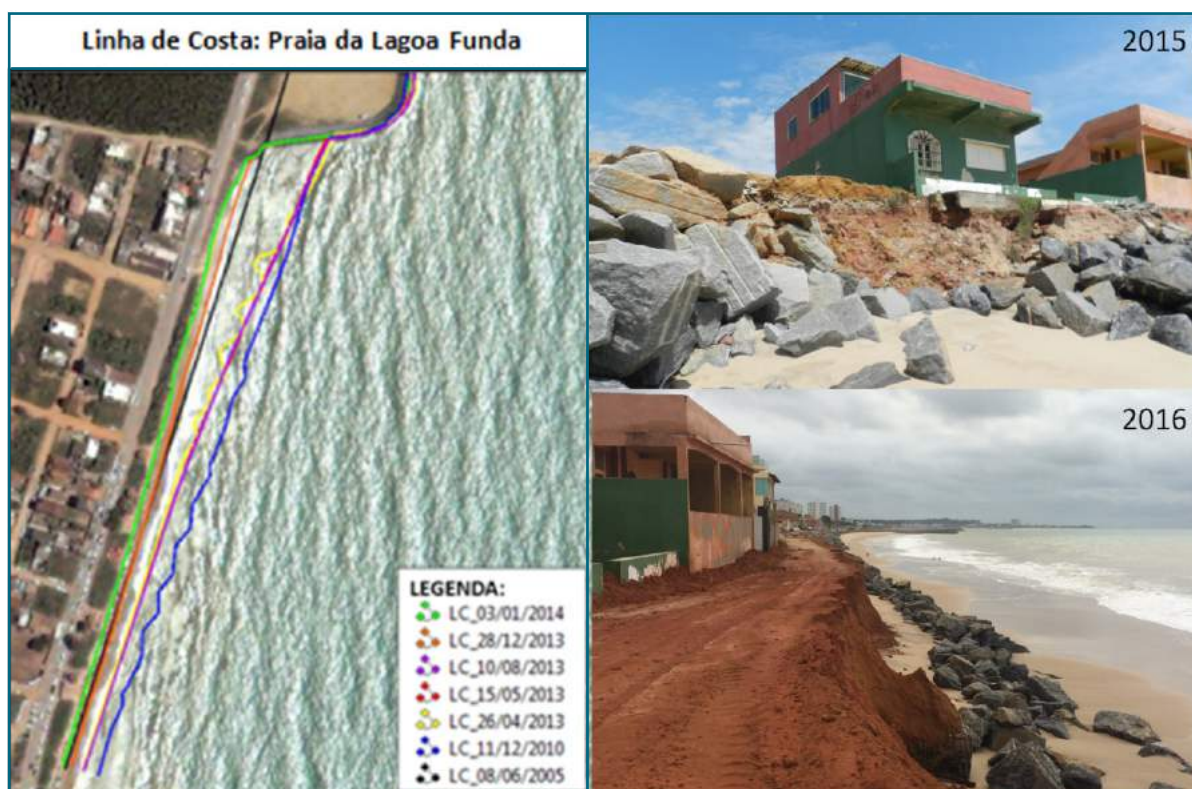 Linha de Costa: Praia da Lagoa Funda
LEGENDA:
LC_03/01/2014
LC_28/12/2013
LC_10/08/2013
LC_15/05/2013
LC_26/04/2013
LC_11/12/2010
LC_08/06/2005
2015
2016